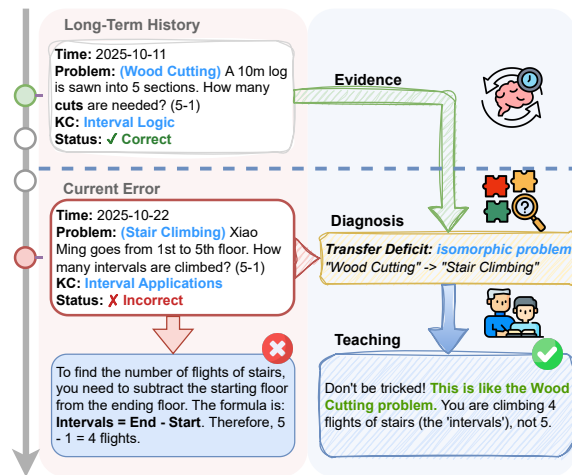 Long-Term History
Time: 2025-10-11
Problem: (Wood Cutting) A 10m log
is sawn into 5 sections. How many
cuts are needed? (5-1)
KC: Interval Logic
Status: ✓ Correct
Evidence
Current Error
Time: 2025-10-22
Problem: (Stair Climbing) Xiao
Ming goes from 1st to 5th floor. How
many intervals are climbed? (5-1)
KC: Interval Applications
Status: ✗ Incorrect
Diagnosis
Transfer Deficit: isomorphic problem
"Wood Cutting" -> "Stair Climbing"
To find the number of flights of stairs,
you need to subtract the starting floor
from the ending floor. The formula is:
Intervals = End - Start. Therefore, 5
- 1 = 4 flights.
Teaching
Don't be tricked! This is like the Wood
Cutting problem. You are climbing 4
flights of stairs (the 'intervals'), not 5.